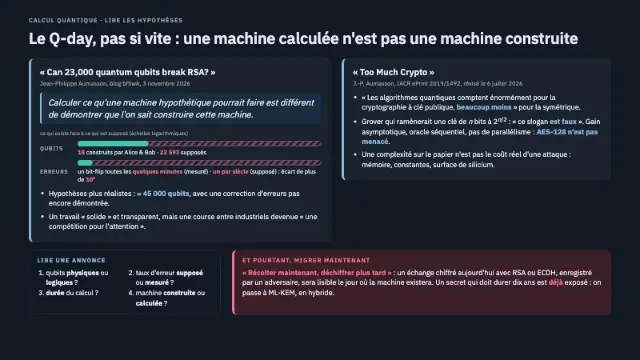 CALCUL QUANTIQUE · LIRE LES HYPOTHÈSES
Le Q-day, pas si vite : une machine calculée n'est pas une machine construite
« Can 23,000 quantum qubits break RSA? »
Jean-Philippe Aumasson, blog bl'SwA, 3 novembre 2026
Calculer ce qu'une machine hypothétique pourrait faire est différent
de démontrer que l'on sait construire cette machine.
ce qui existe face à ce qui est supposé (échelles logarithmiques)
QUBITS
18 construits par Alice & Bob · 22 593 supposés
ERREURS
un bit-flip toutes les quelques minutes (mesuré) · un par siècle (supposé) : écart de plus
de 10⁶
• Hypothèses plus réalistes : ≈ 45 000 qubits, avec une correction d'erreurs pas
encore démontrée.
• Un travail « solide » et transparent, mais une course entre industriels devenue « une
compétition pour l'attention ».
« Too Much Crypto »
J.-P. Aumasson, IACR ePrint 2019/1492, révisé le 6 juillet 2026
• « Les algorithmes quantiques comptent énormément pour la
cryptographie à clé publique, beaucoup moins » pour la symétrique.
• Grover qui ramènerait une clé de n bits à 2^{n/2} : « ce slogan est faux ». Gain
asymptotique, oracle séquentiel, pas de parallélisme : AES-128 n'est pas
menacé.
• Une complexité sur le papier n'est pas le coût réel d'une attaque :
mémoire, constantes, surface de silicium.
LIRE UNE ANNONCE
1. qubits physiques ou
logiques ?
2. taux d'erreur supposé
ou mesuré ?
3. durée du calcul ?
4. machine construite ou
calculée ?
ET POURTANT, MIGRER MAINTENANT
« Récolter maintenant, déchiffrer plus tard » : un échange chiffré aujourd'hui avec RSA ou ECDH, enregistré
par un adversaire, sera lisible le jour où la machine existera. Un secret qui doit durer dix ans est déjà exposé : on
passe à ML-KEM, en hybride.